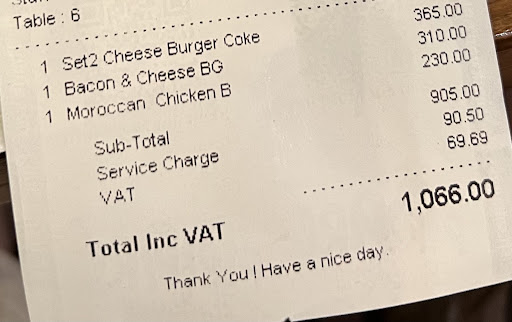 Table : 6
1 Set2 Cheese Burger Coke 365.00
1 Bacon & Cheese BG 310.00
1 Moroccan Chicken B 230.00
Sub-Total 905.00
Service Charge 90.50
VAT 69.69
Total Inc VAT 1,066.00
Thank You ! Have a nice day.